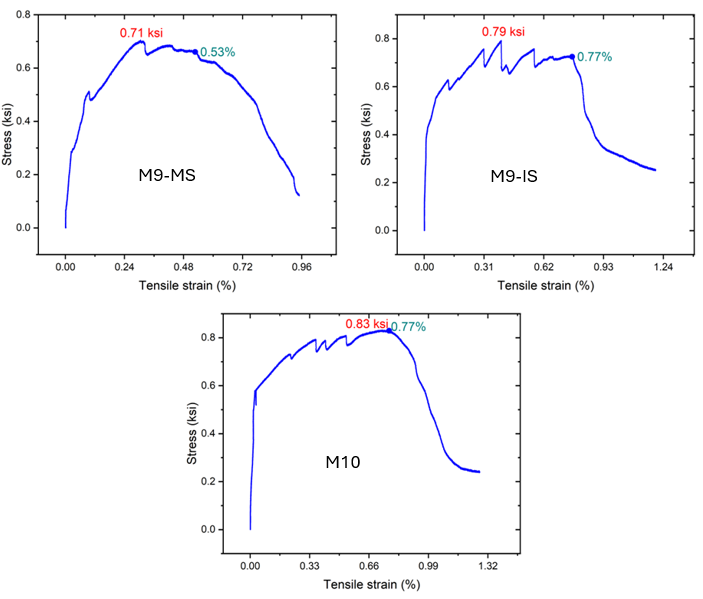 0.8
0.6
0.4
0.2
0.0
Stress (ksi)
0.71 ksi
0.53%
M9-MS
0.00 0.24 0.48 0.72 0.96
Tensile strain (%)
0.8
0.6
0.4
0.2
0.0
Stress (ksi)
0.79 ksi
0.77%
M9-IS
0.00 0.31 0.62 0.93 1.24
Tensile strain (%)
0.8
0.6
0.4
0.2
0.0
Stress (ksi)
0.83 ksi 0.77%
M10
0.00 0.33 0.66 0.99 1.32
Tensile strain (%)